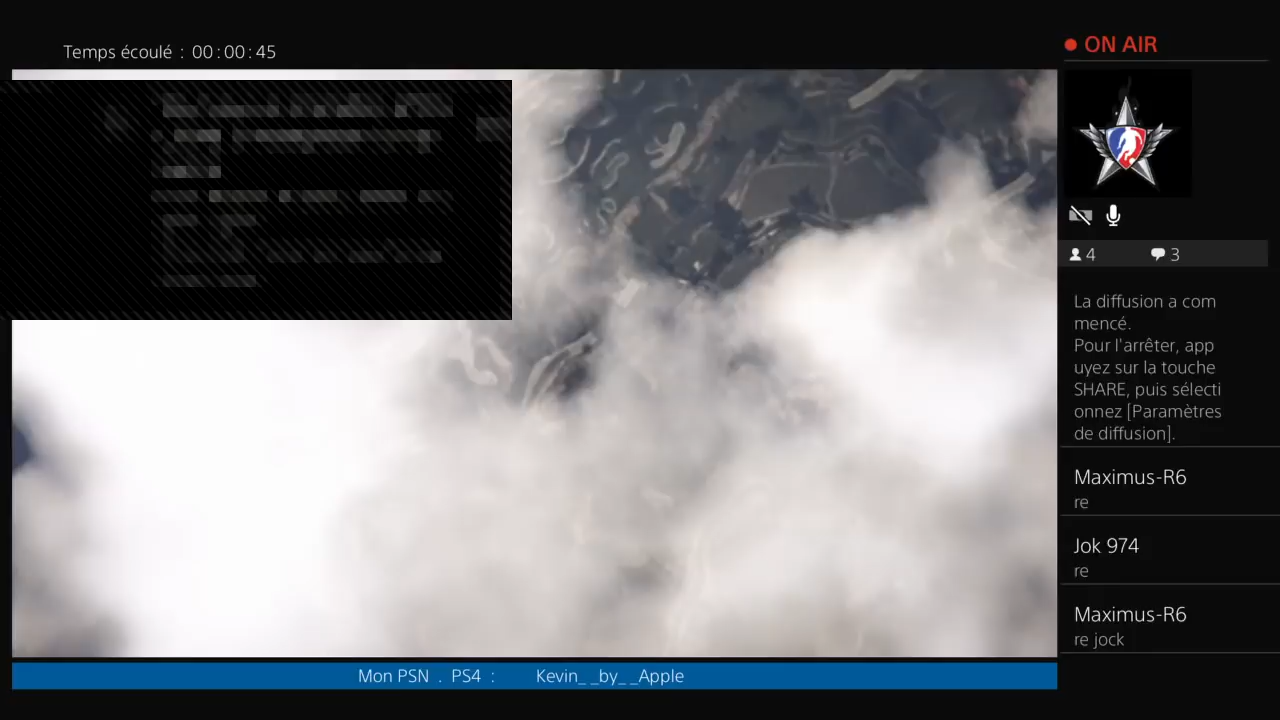 Temps écoulé : 00:00:45
ON AIR
4 3
La diffusion a com
mencé.
Pour l'arrêter, app
uyez sur la touche
SHARE, puis sélecti
onnez [Paramètres
de diffusion].
Maximus-R6
re
Jok 974
re
Maximus-R6
re jock
Mon PSN . PS4 : Kevin_ _by_ _Apple